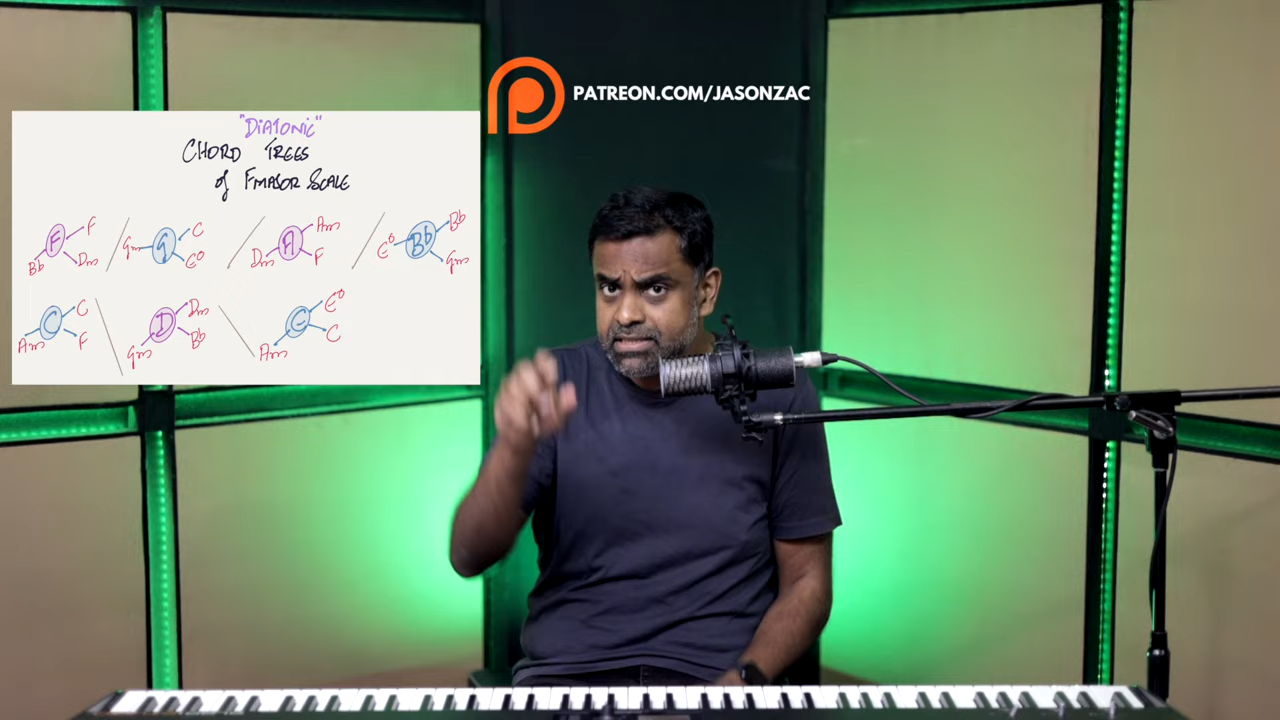 PATREON.COM/JASONZAC
"DIATONIC"
CHORD TREES
of FMAJOR SCALE
F F Bb Dm / G Gm C E° / A Am Dm F / Bb E° Bb Gm
C C Am F \ D Dm Gm Bb \ E E° Am C